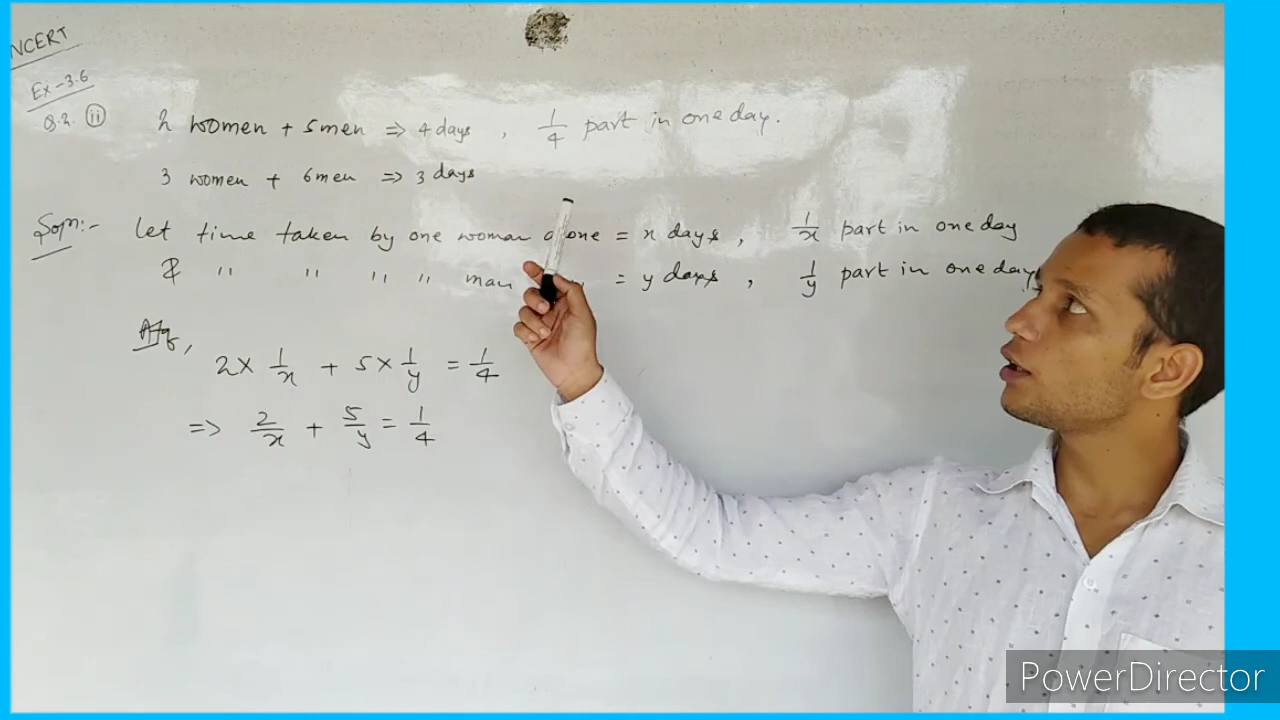 NCERT
Ex-3.6
Q.2. (ii) 2 women + 5 men => 4 days , 1/4 part in one day.
3 women + 6 men => 3 days
Soln:- Let time taken by one woman alone = x days , 1/x part in one day
& " " " " man = y days , 1/y part in one day
ATQ,
2 × 1/x + 5 × 1/y = 1/4
=> 2/x + 5/y = 1/4
PowerDirector